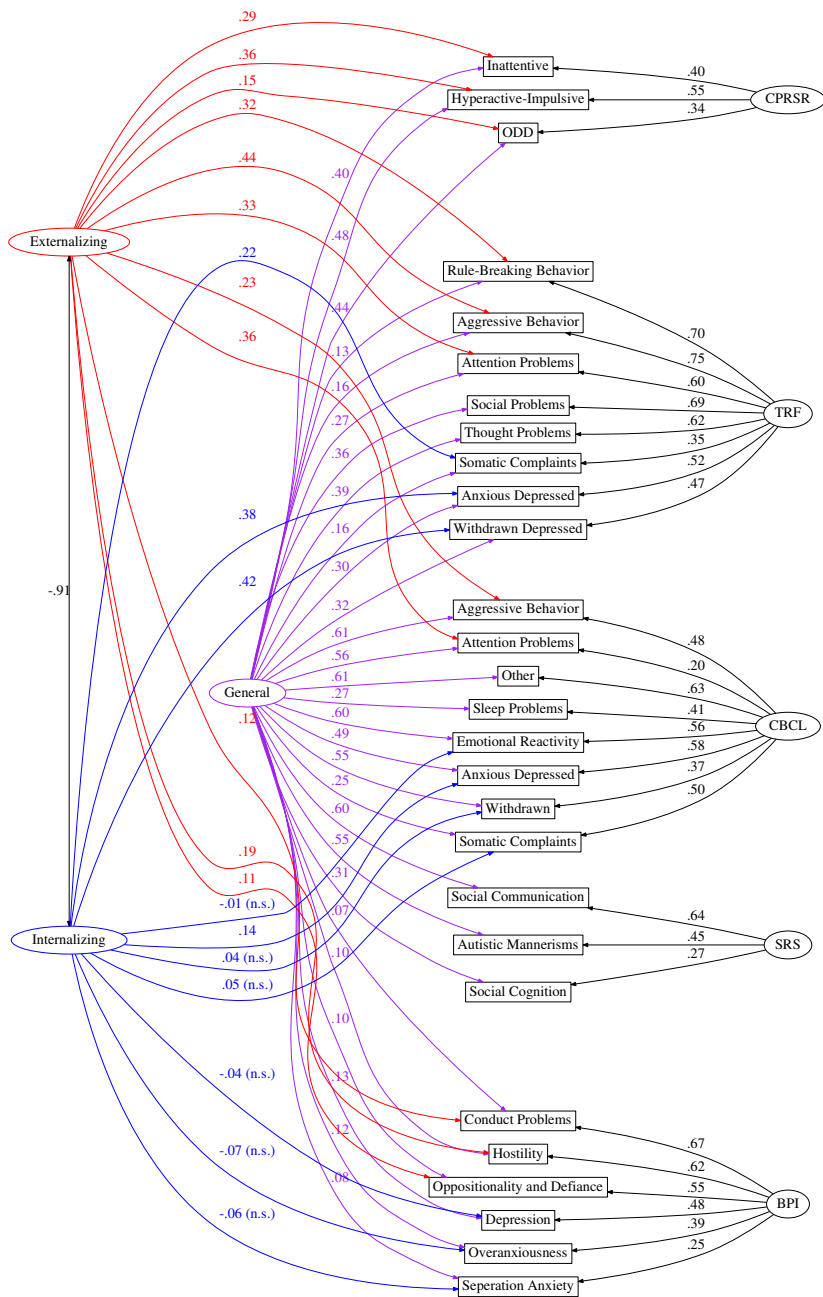 .29
Inattentive
.40
.36
Hyperactive-Impulsive
.55
CPRSR
.15
.34
.32
ODD
.40
.44
.33
.48
Externalizing
.22
.23
Rule-Breaking Behavior
.44
.36
Aggressive Behavior
.70
.13
.75
Attention Problems
.16
.60
.27
Social Problems
.69
TRF
.36
Thought Problems
.62
.39
Somatic Complaints
.35
.16
Anxious Depressed
.52
.38
.30
Withdrawn Depressed
.47
.42
-.91
.32
Aggressive Behavior
.61
Attention Problems
.48
.56
.20
.61
Other
.63
General
.27
Sleep Problems
.41
.12
.60
Emotional Reactivity
.56
CBCL
.49
Anxious Depressed
.58
.55
Withdrawn
.37
.25
Somatic Complaints
.50
.60
.55
.19
.31
.11
Social Communication
-.01 (n.s.)
.07
.64
Internalizing
.14
Autistic Mannerisms
.45
SRS
.04 (n.s.)
.10
.27
.05 (n.s.)
Social Cognition
.10
-.04 (n.s.)
.13
Conduct Problems
.12
.67
-.07 (n.s.)
Hostility
.62
.08
Oppositionality and Defiance
.55
-.06 (n.s.)
Depression
.48
BPI
.39
Overanxiousness
.25
Seperation Anxiety